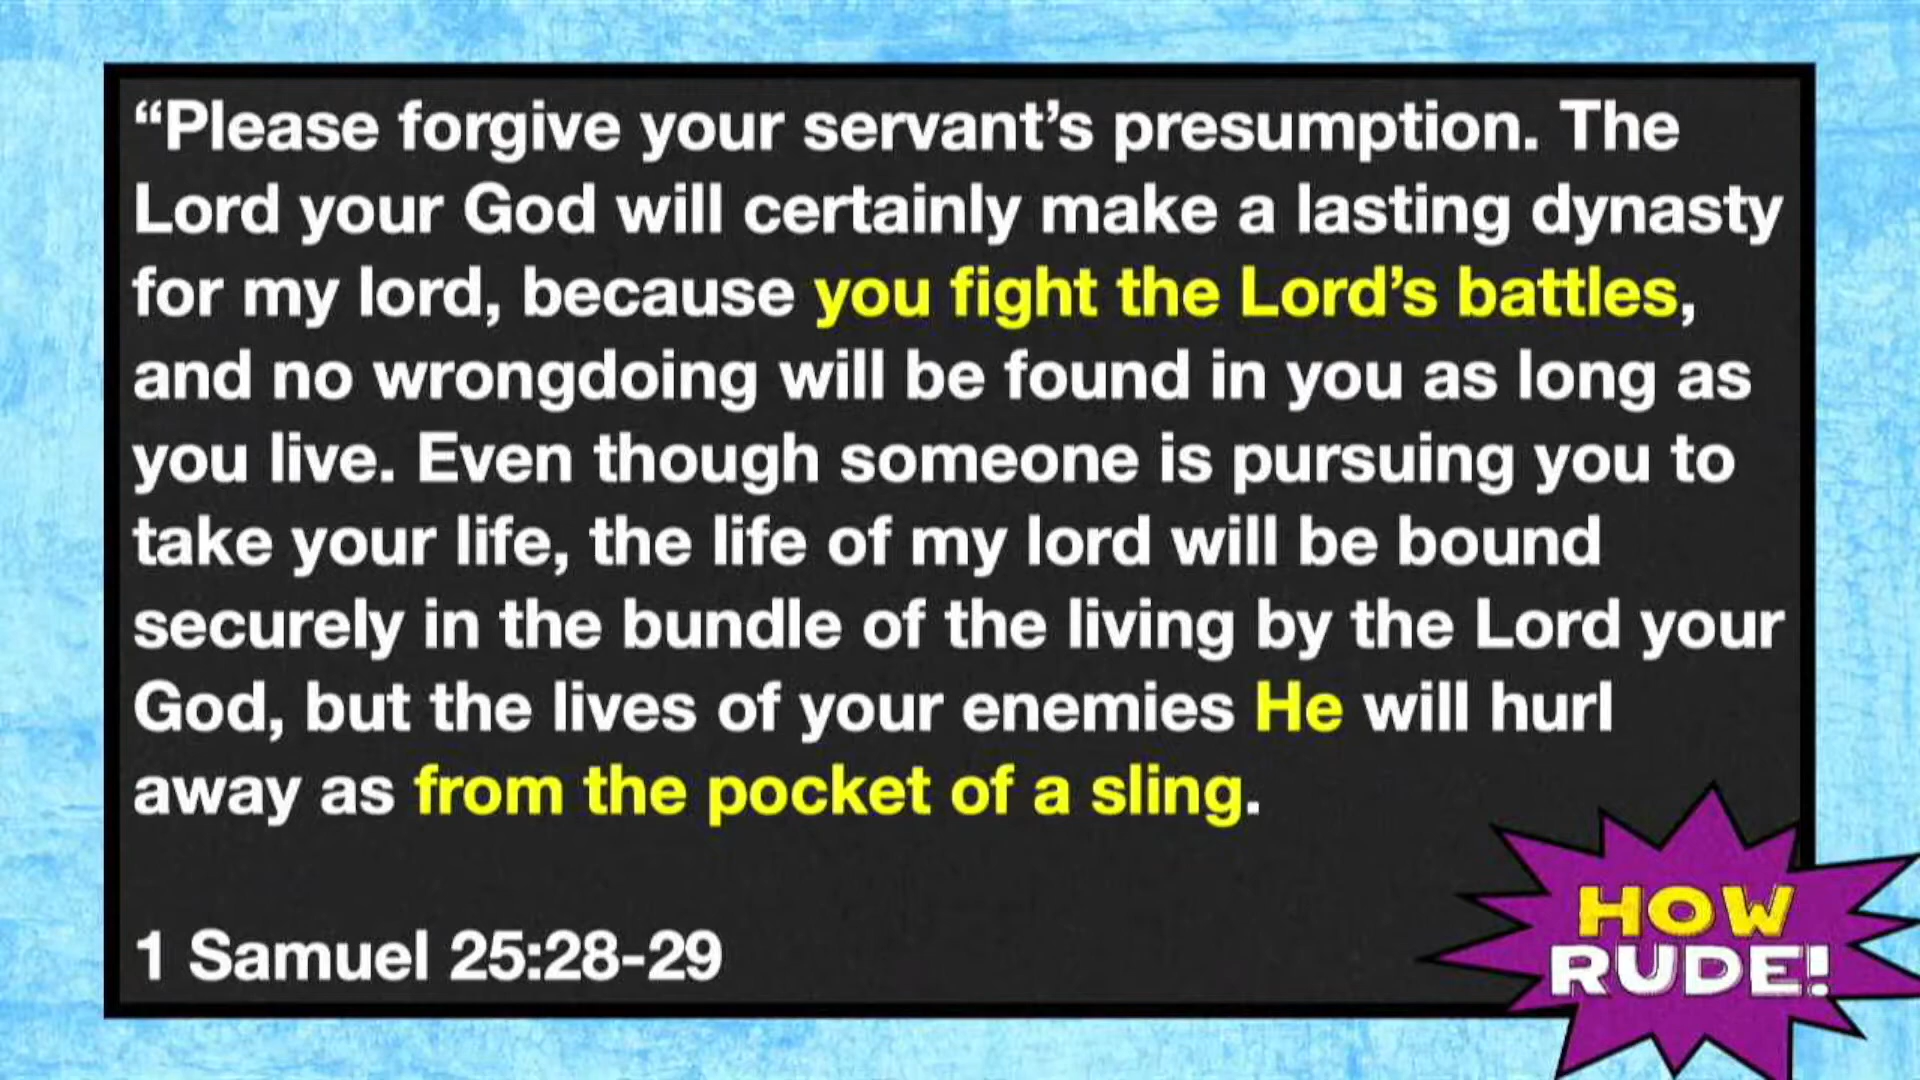 “Please forgive your servant’s presumption. The
Lord your God will certainly make a lasting dynasty
for my lord, because you fight the Lord’s battles,
and no wrongdoing will be found in you as long as
you live. Even though someone is pursuing you to
take your life, the life of my lord will be bound
securely in the bundle of the living by the Lord your
God, but the lives of your enemies He will hurl
away as from the pocket of a sling.
1 Samuel 25:28-29
HOW
RUDE!